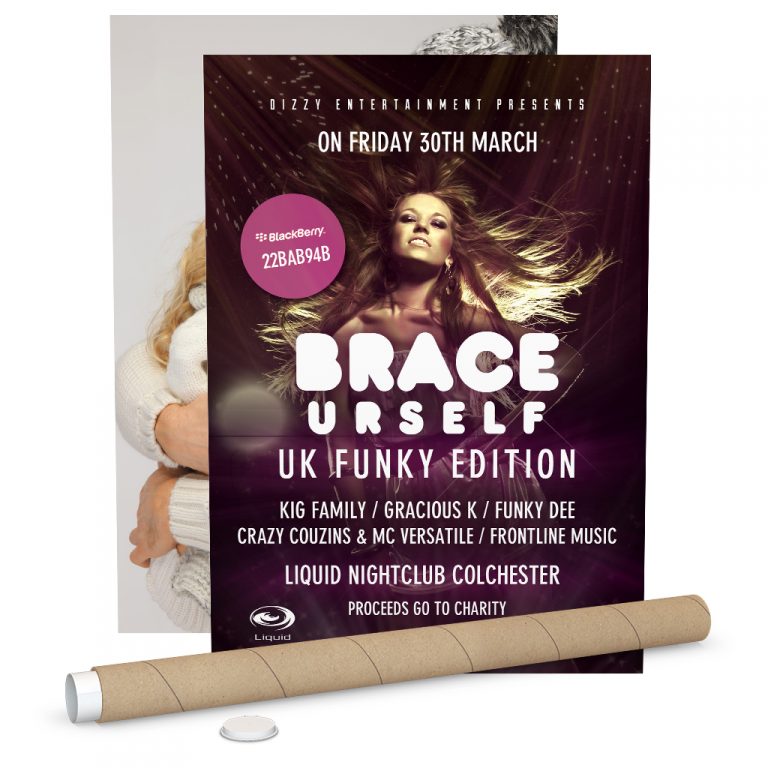 DIZZY ENTERTAINMENT PRESENTS
ON FRIDAY 30TH MARCH
BlackBerry.
22BAB94B
BRACE
URSELF
UK FUNKY EDITION
KIG FAMILY / GRACIOUS K / FUNKY DEE
CRAZY COUZINS & MC VERSATILE / FRONTLINE MUSIC
LIQUID NIGHTCLUB COLCHESTER
PROCEEDS GO TO CHARITY
Liquid